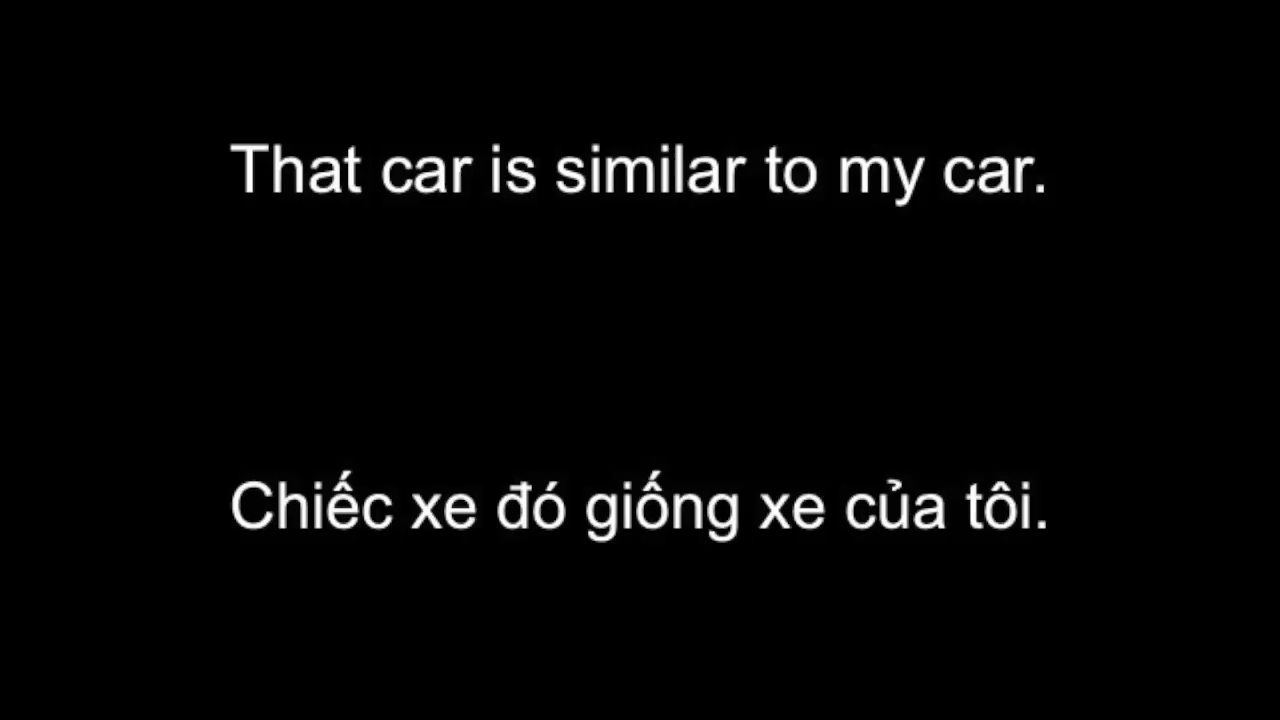 That car is similar to my car.
Chiếc xe đó giống xe của tôi.